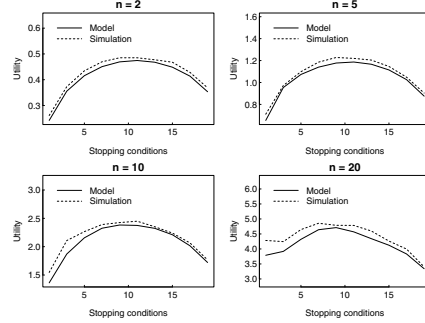 n = 2
Model
Simulation
Utility
0.6
0.5
0.4
0.3
5 10 15
Stopping conditions
n = 5
Model
Simulation
Utility
1.6
1.4
1.2
1.0
0.8
5 10 15
Stopping conditions
n = 10
Model
Simulation
Utility
3.0
2.5
2.0
1.5
5 10 15
Stopping conditions
n = 20
Model
Simulation
Utility
6.0
5.5
5.0
4.5
4.0
3.5
3.0
5 10 15
Stopping conditions